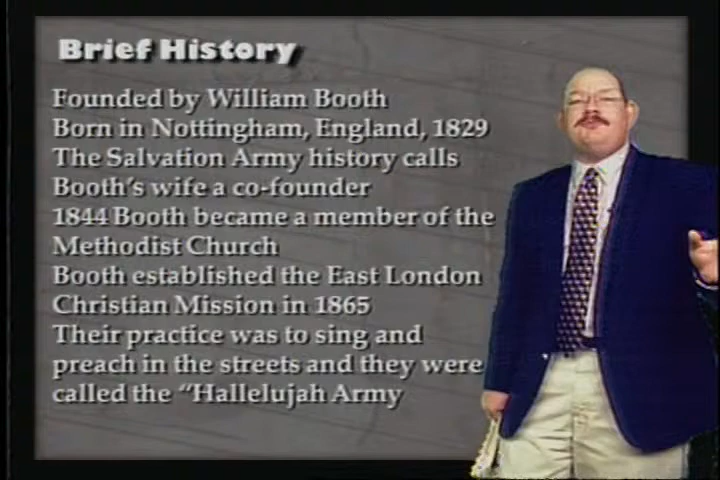 Brief History
Founded by William Booth
Born in Nottingham, England, 1829
The Salvation Army history calls
Booth's wife a co-founder
1844 Booth became a member of the
Methodist Church
Booth established the East London
Christian Mission in 1865
Their practice was to sing and
preach in the streets and they were
called the "Hallelujah Army